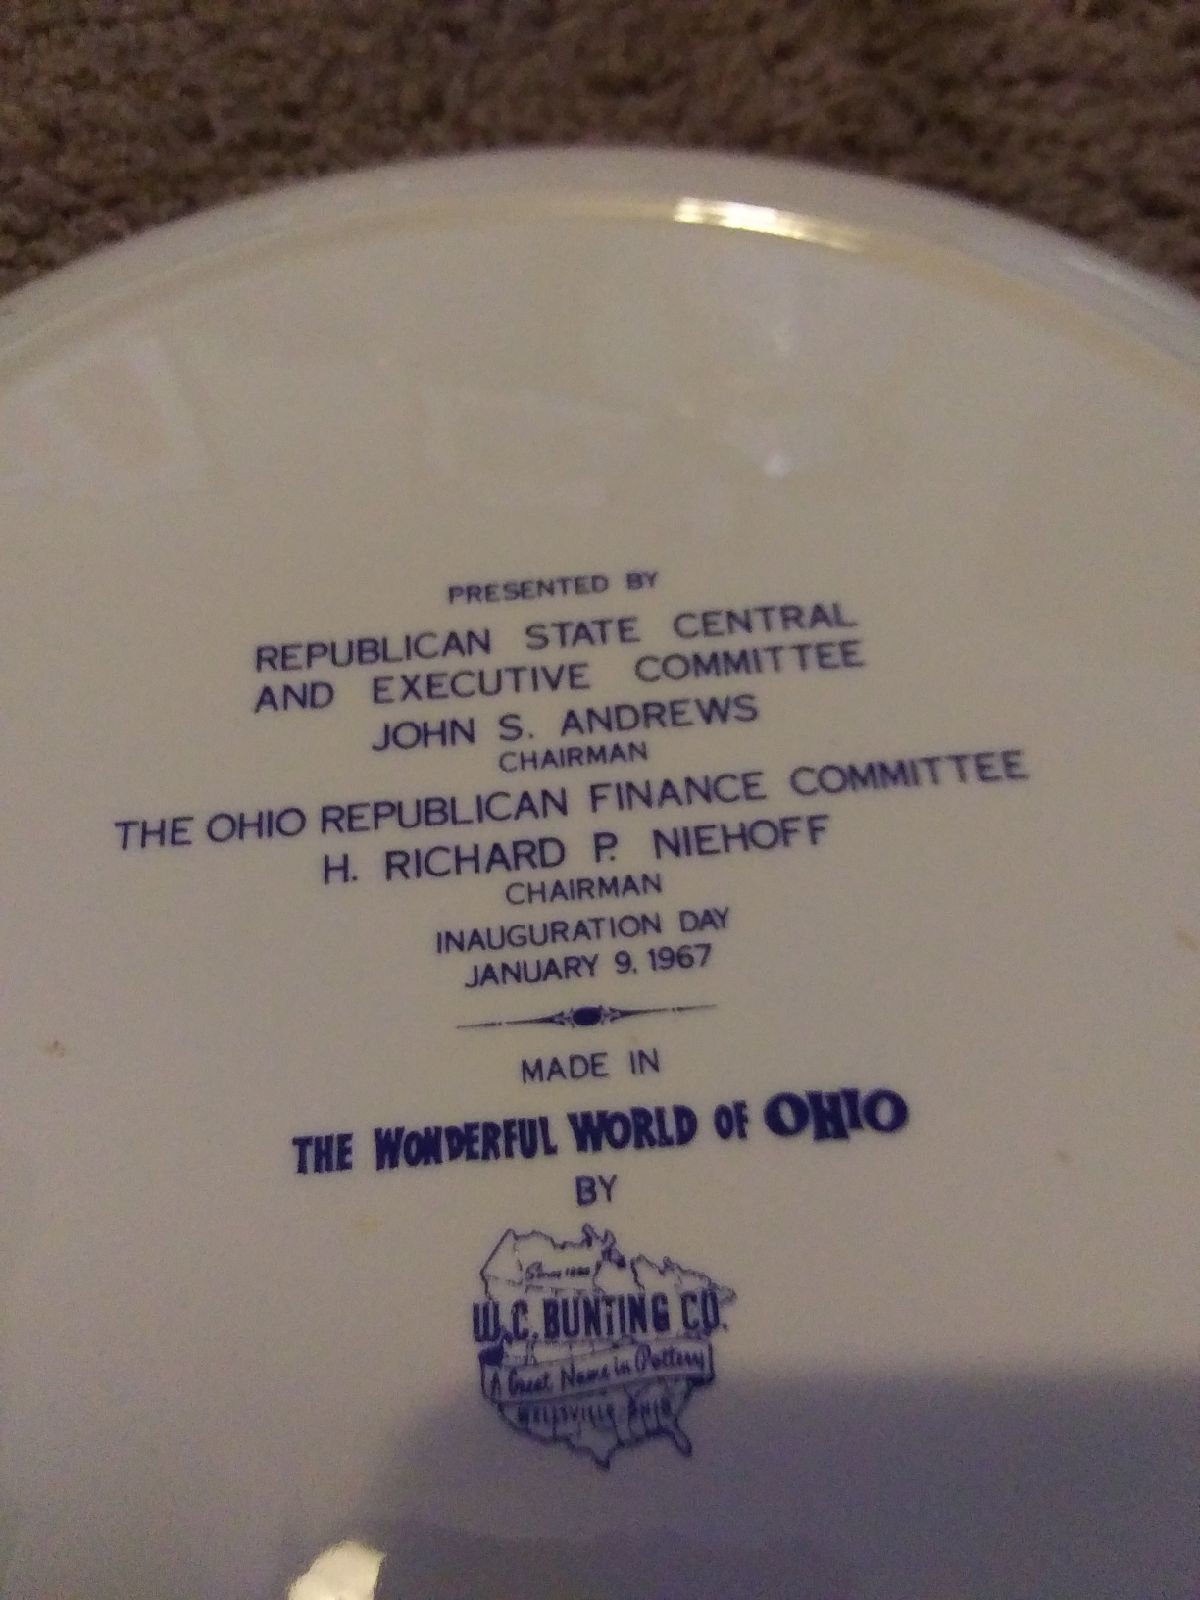 PRESENTED BY
REPUBLICAN STATE CENTRAL
AND EXECUTIVE COMMITTEE
JOHN S. ANDREWS
CHAIRMAN
THE OHIO REPUBLICAN FINANCE COMMITTEE
H. RICHARD P. NIEHOFF
CHAIRMAN
INAUGURATION DAY
JANUARY 9, 1967
MADE IN
THE WONDERFUL WORLD OF OHIO
BY
Since
W.C. BUNTING CO.
A Great Name in Pottery
WELLSVILLE OHIO